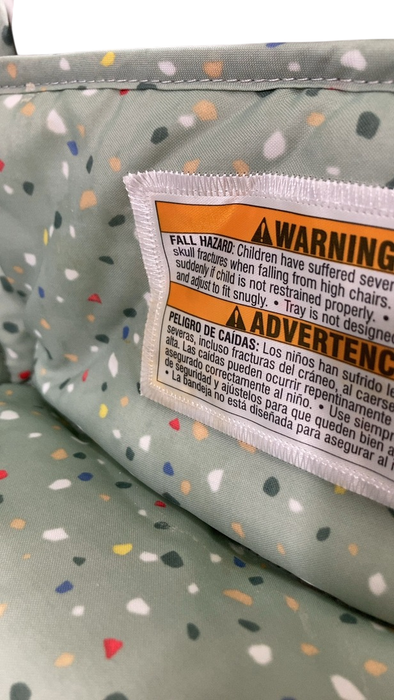 WARNING
FALL HAZARD: Children have suffered sever
skull fractures when falling from high chairs.
suddenly if child is not restrained properly. •
and adjust to fit snugly. • Tray is not designed
ADVERTENC
PELIGRO DE CAÍDAS: Los niños han sufrido le
severas, incluso fracturas del cráneo, al caerse
alta. Las caídas pueden ocurrir repentinamente
asegurado correctamente al niño. • Use siempr
de seguridad y ajústelos para que queden bien a
• La bandeja no está diseñada para asegurar al